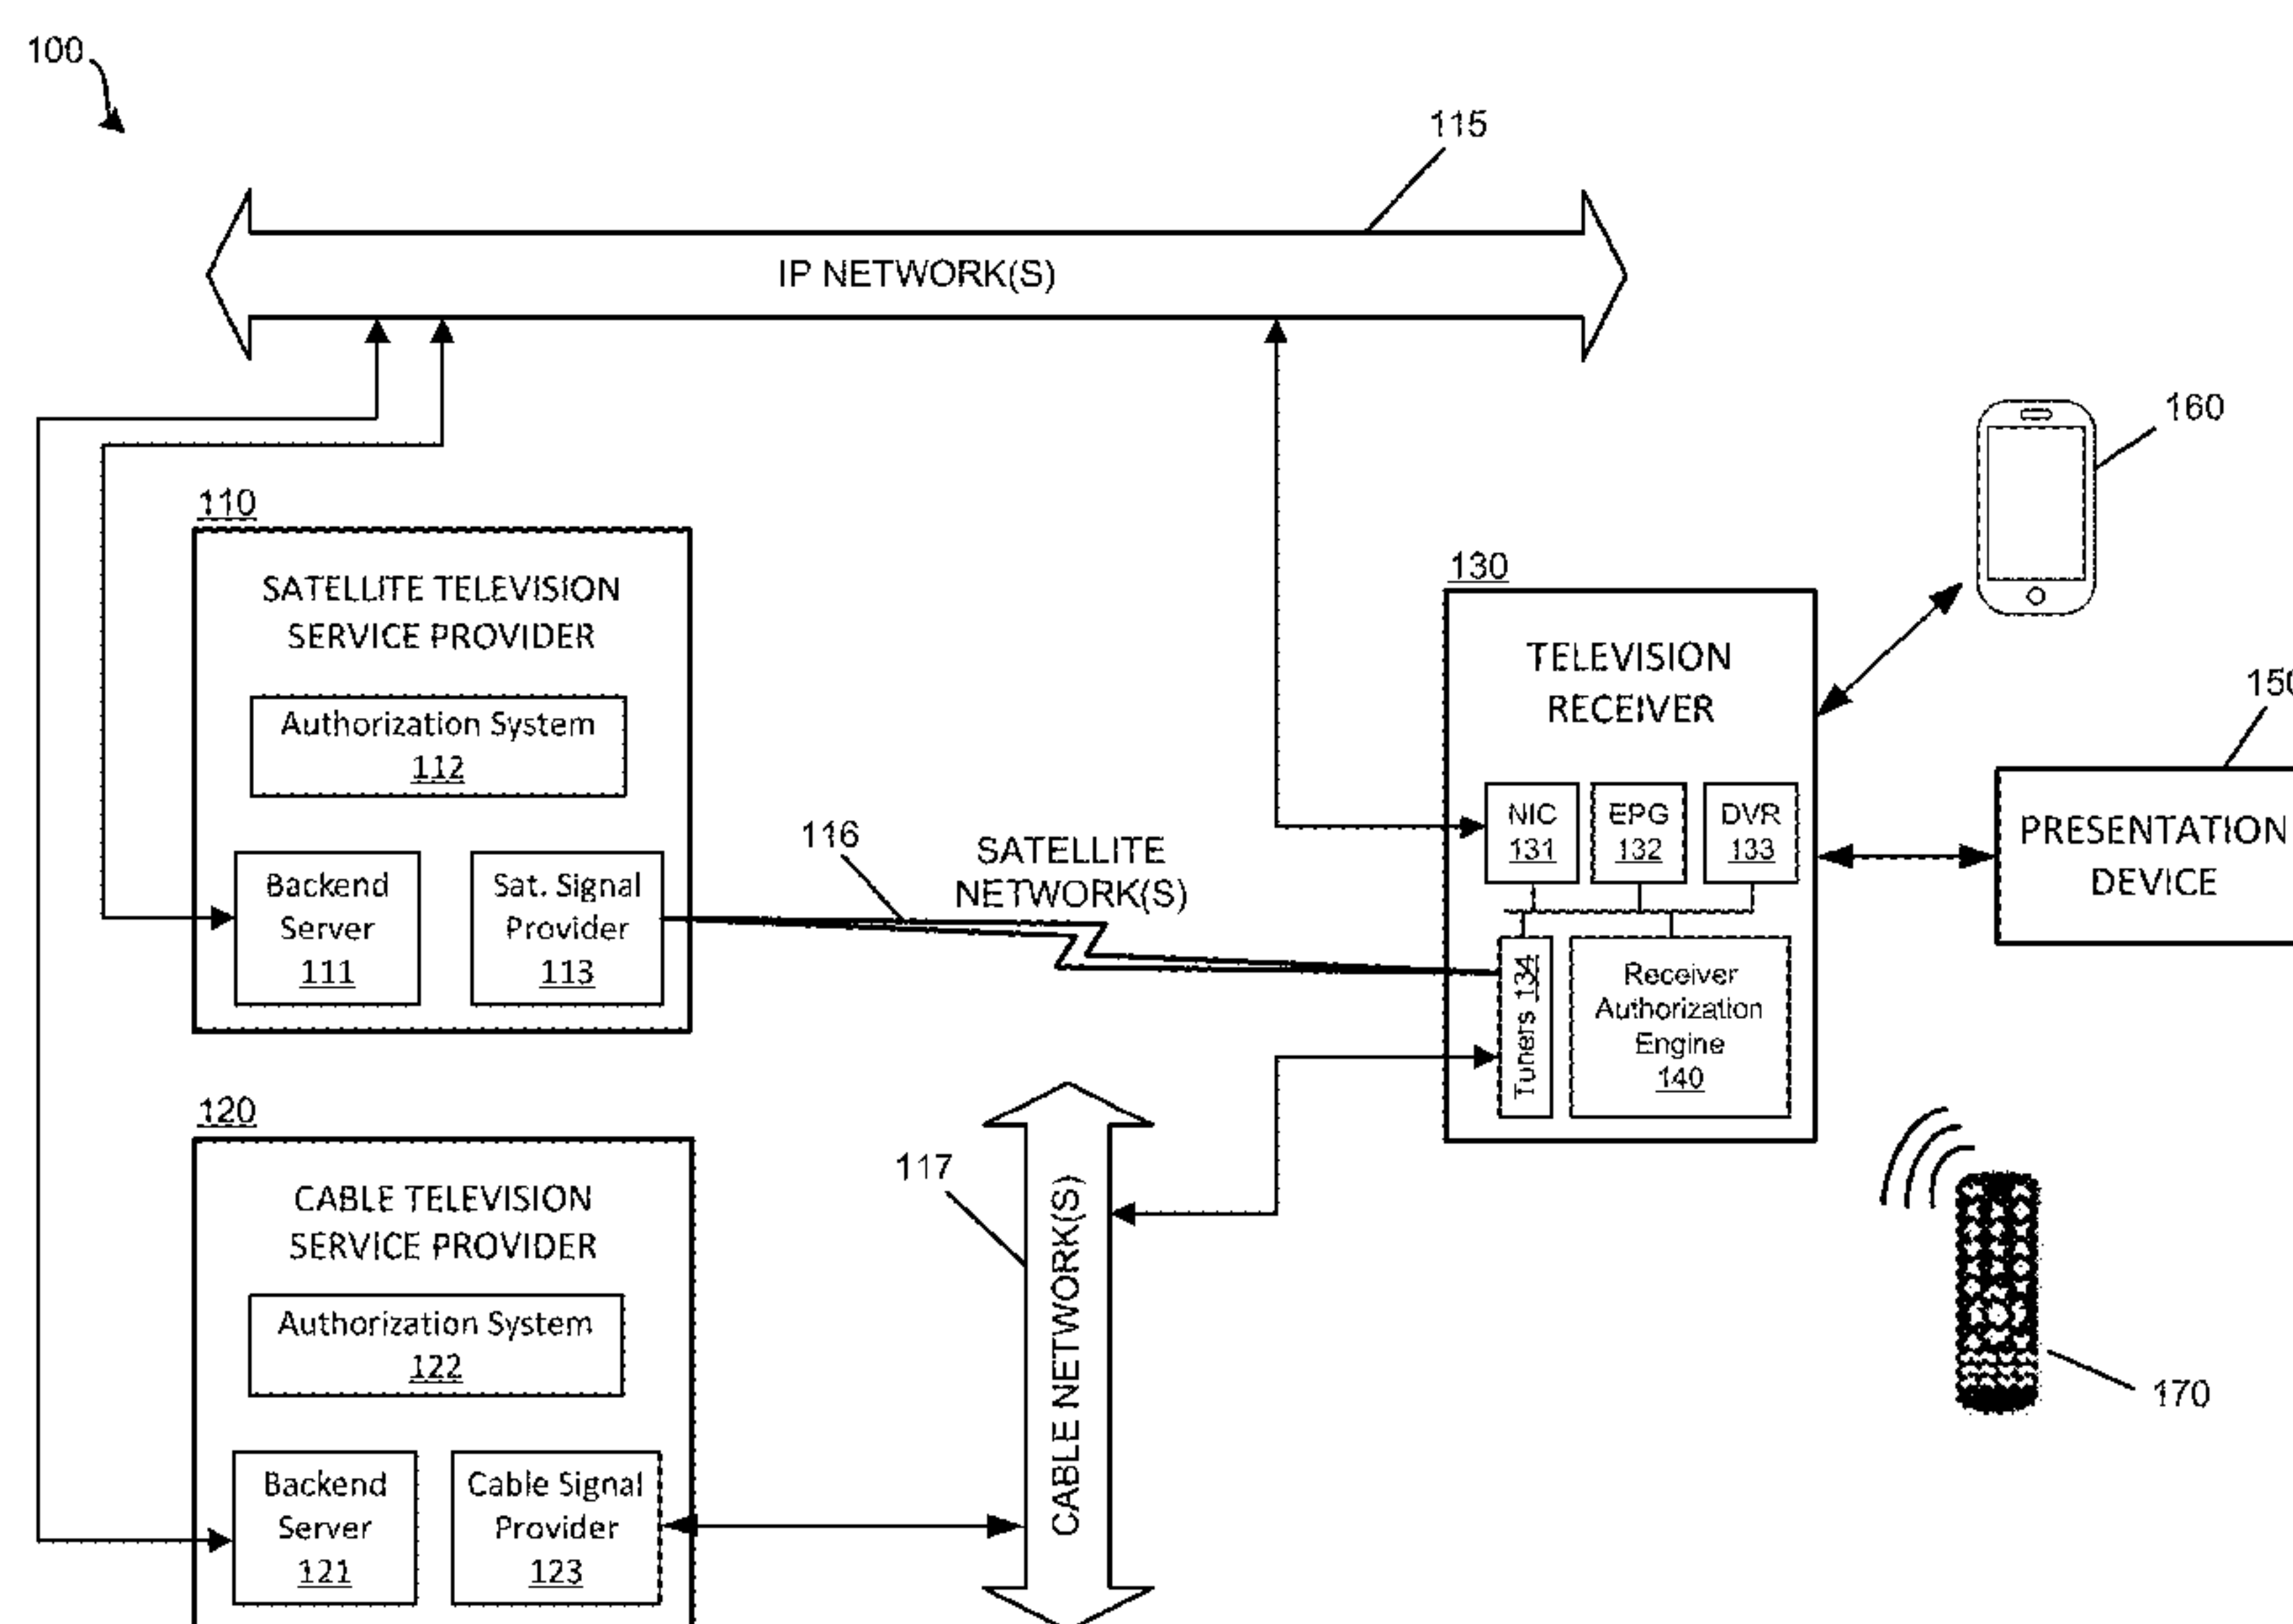 100
115
IP NETWORK(S)
160
110
SATELLITE TELEVISION
SERVICE PROVIDER
Authorization System
112
Backend
Server
111
Sat. Signal
Provider
113
116
SATELLITE
NETWORK(S)
130
TELEVISION
RECEIVER
NIC
131
EPG
132
DVR
133
Tuners 134
Receiver
Authorization
Engine
140
150
PRESENTATION
DEVICE
120
CABLE TELEVISION
SERVICE PROVIDER
Authorization System
122
Backend
Server
121
Cable Signal
Provider
123
117
CABLE NETWORK(S)
170